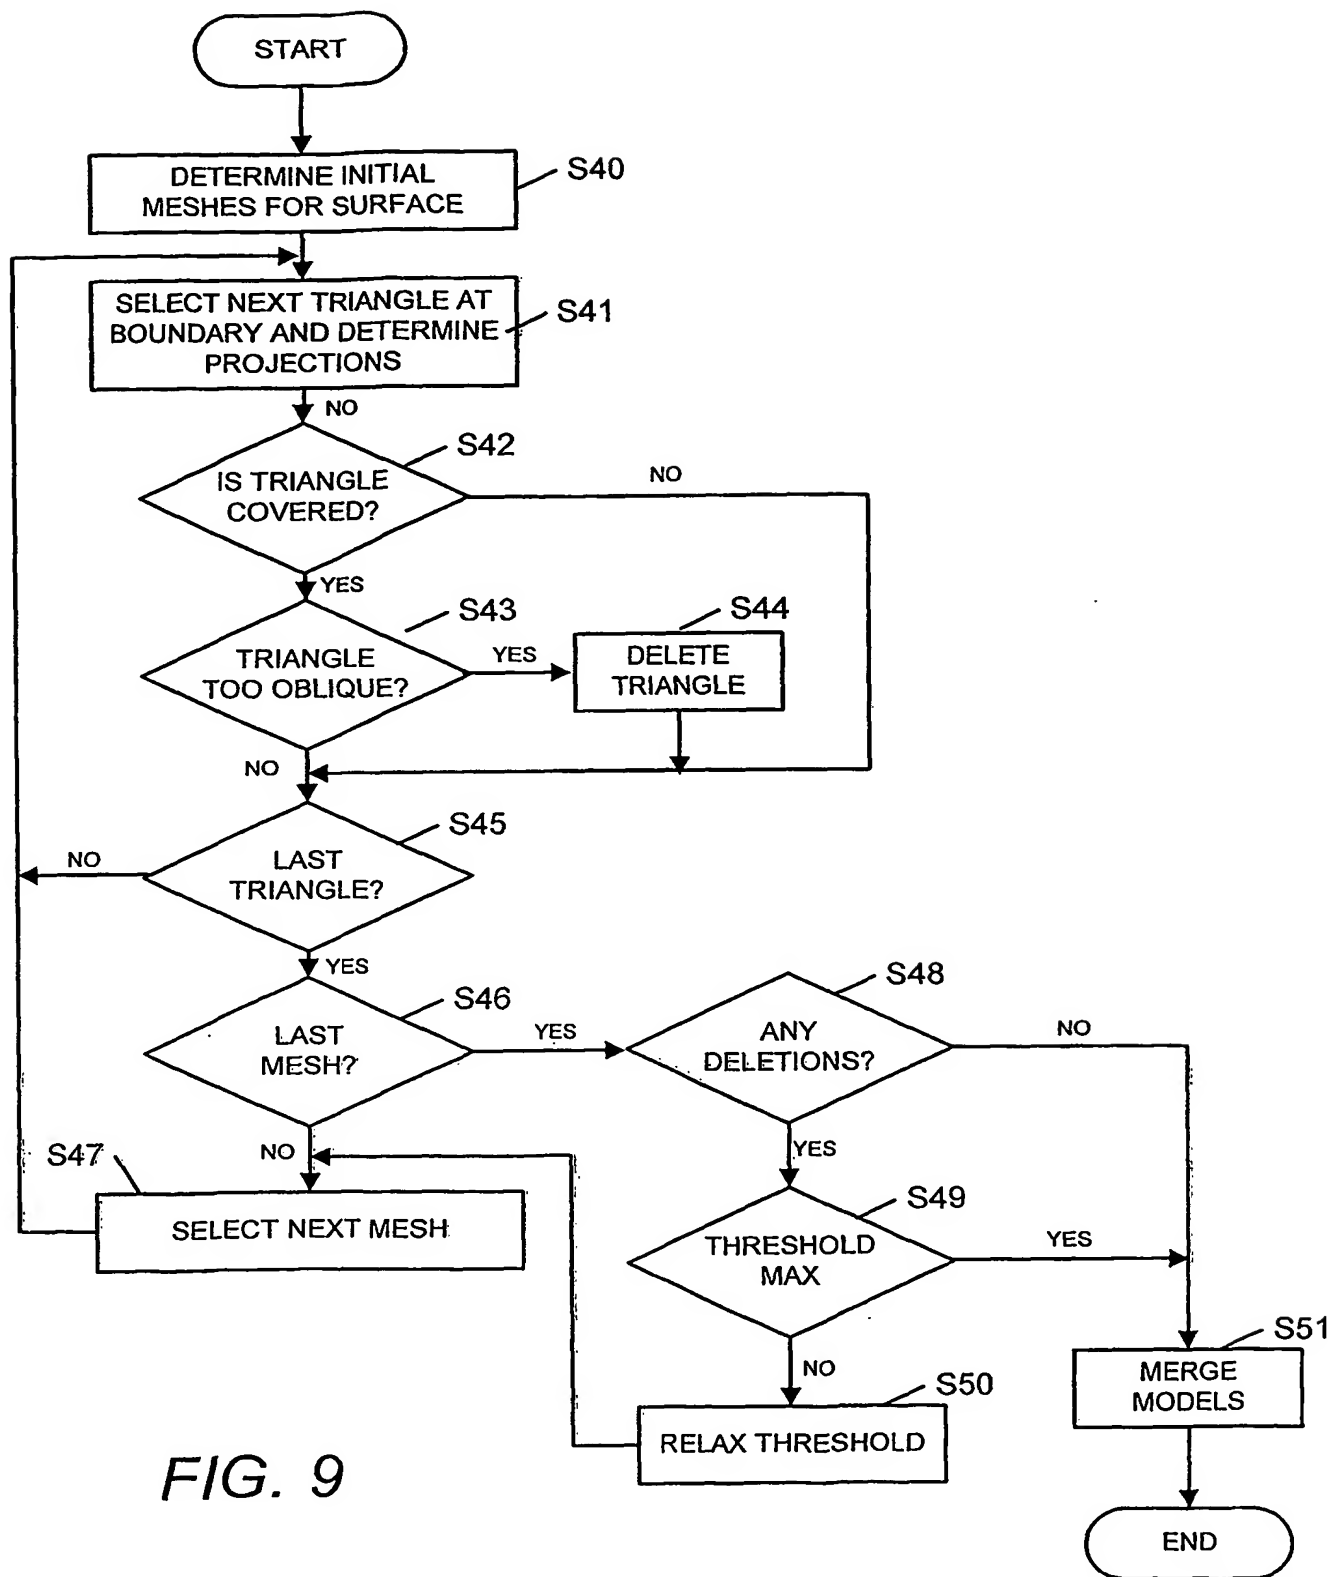 START
DETERMINE INITIAL
MESHES FOR SURFACE
S40
SELECT NEXT TRIANGLE AT
BOUNDARY AND DETERMINE
PROJECTIONS
S41
NO
S42
IS TRIANGLE
COVERED?
NO
YES
S43
TRIANGLE
TOO OBLIQUE?
YES
S44
DELETE
TRIANGLE
NO
S45
LAST
TRIANGLE?
NO
YES
S46
LAST
MESH?
YES
S48
ANY
DELETIONS?
NO
NO
YES
S47
SELECT NEXT MESH
S49
THRESHOLD
MAX
YES
NO
S50
RELAX THRESHOLD
S51
MERGE
MODELS
FIG. 9
END